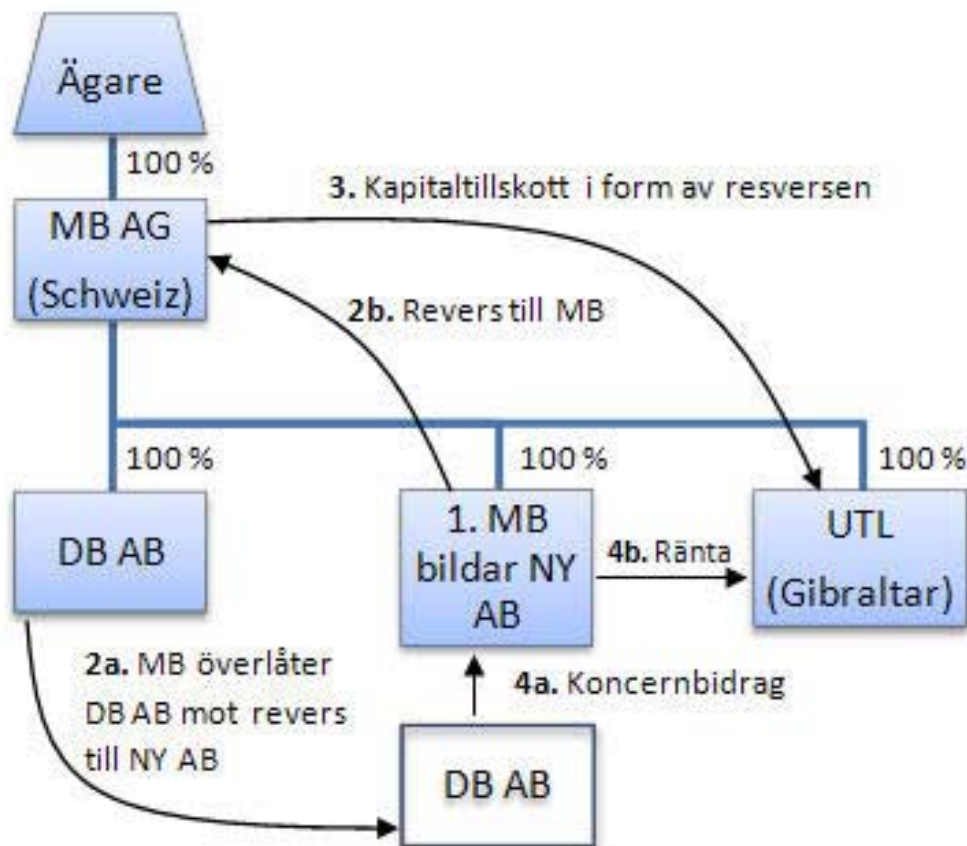 Ägare
100 %
3. Kapitaltillskott i form av resversen
MB AG
(Schweiz)
2b. Revers till MB
100 %
100 %
100 %
DB AB
1. MB
bildar NY
AB
4b. Ränta
UTL
(Gibraltar)
2a. MB överlåter
DB AB mot revers
till NY AB
4a. Koncernbidrag
DB AB